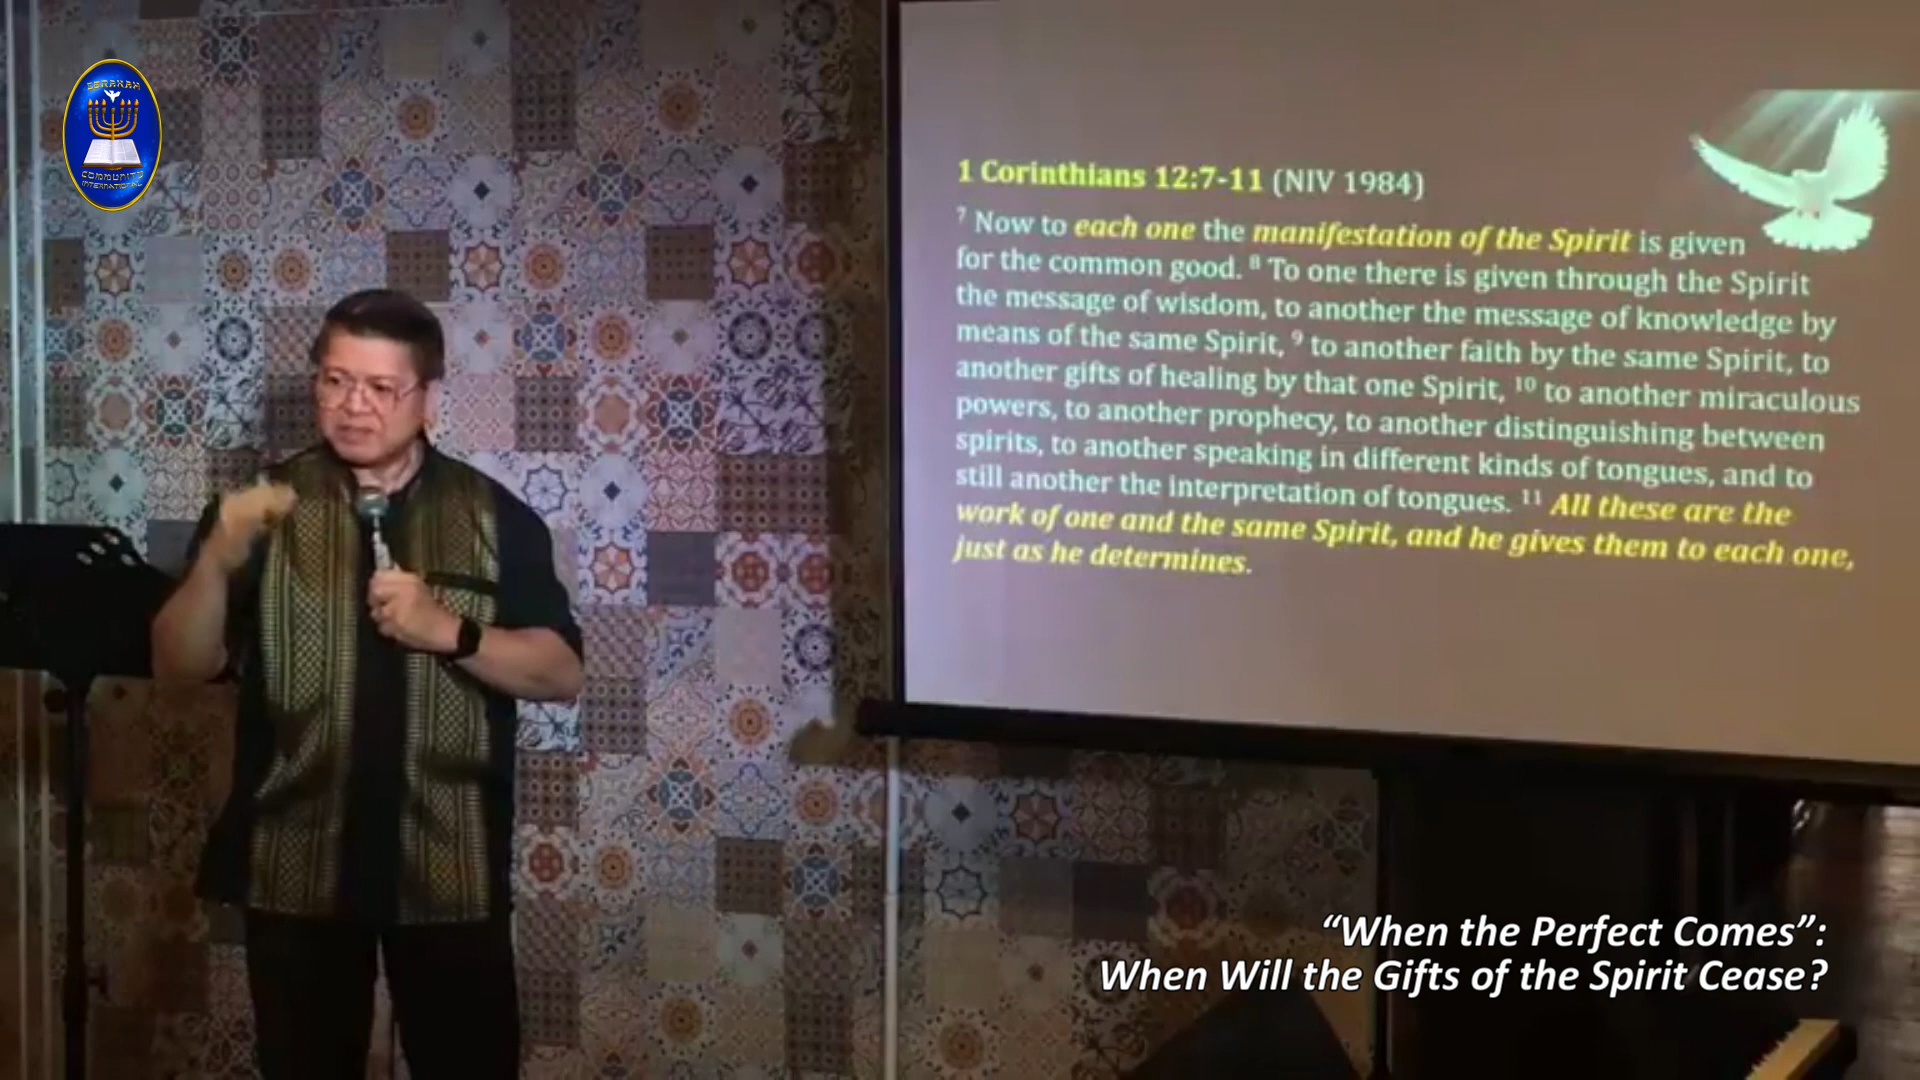 BERAKAH
COMMUNITY
INTERNATIONAL
1 Corinthians 12:7-11 (NIV 1984)
7 Now to each one the manifestation of the Spirit is given
for the common good. 8 To one there is given through the Spirit
the message of wisdom, to another the message of knowledge by
means of the same Spirit, 9 to another faith by the same Spirit, to
another gifts of healing by that one Spirit, 10 to another miraculous
powers, to another prophecy, to another distinguishing between
spirits, to another speaking in different kinds of tongues, and to
still another the interpretation of tongues. 11 All these are the
work of one and the same Spirit, and he gives them to each one,
just as he determines.
“When the Perfect Comes”:
When Will the Gifts of the Spirit Cease?